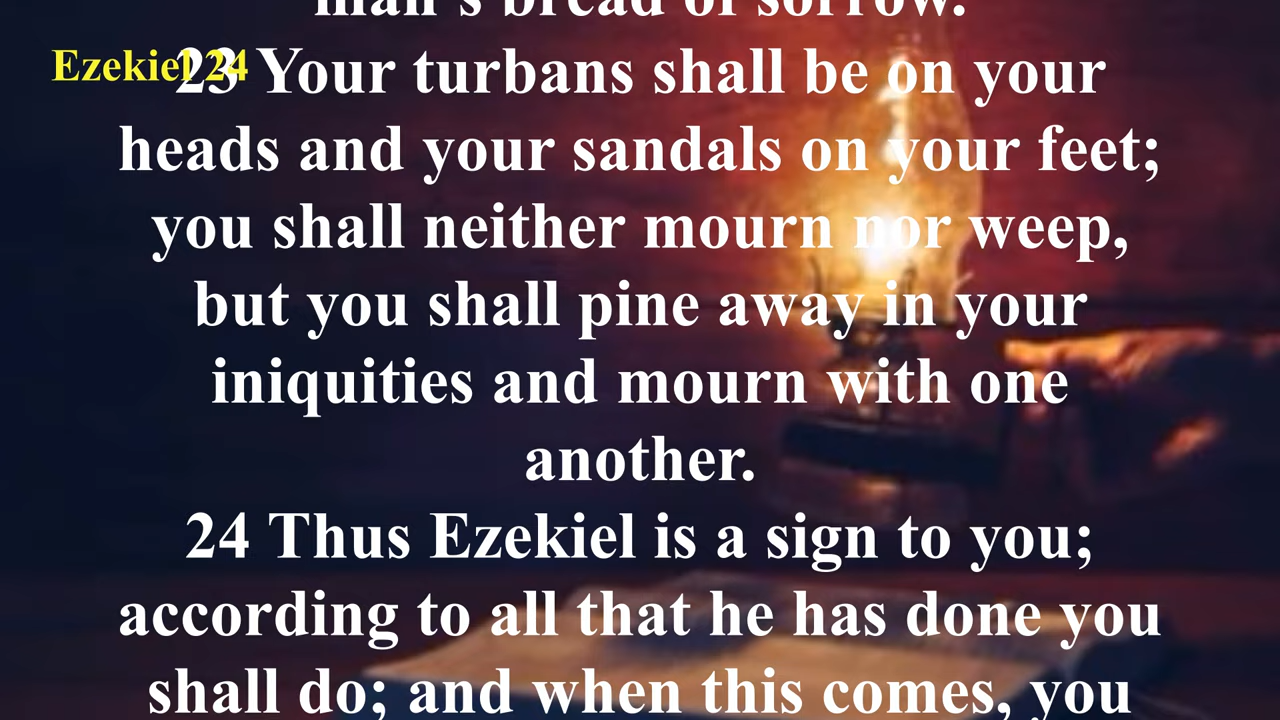 man's bread of sorrow.
Ezekiel 24
23 Your turbans shall be on your
heads and your sandals on your feet;
you shall neither mourn nor weep,
but you shall pine away in your
iniquities and mourn with one
another.
24 Thus Ezekiel is a sign to you;
according to all that he has done you
shall do; and when this comes, you